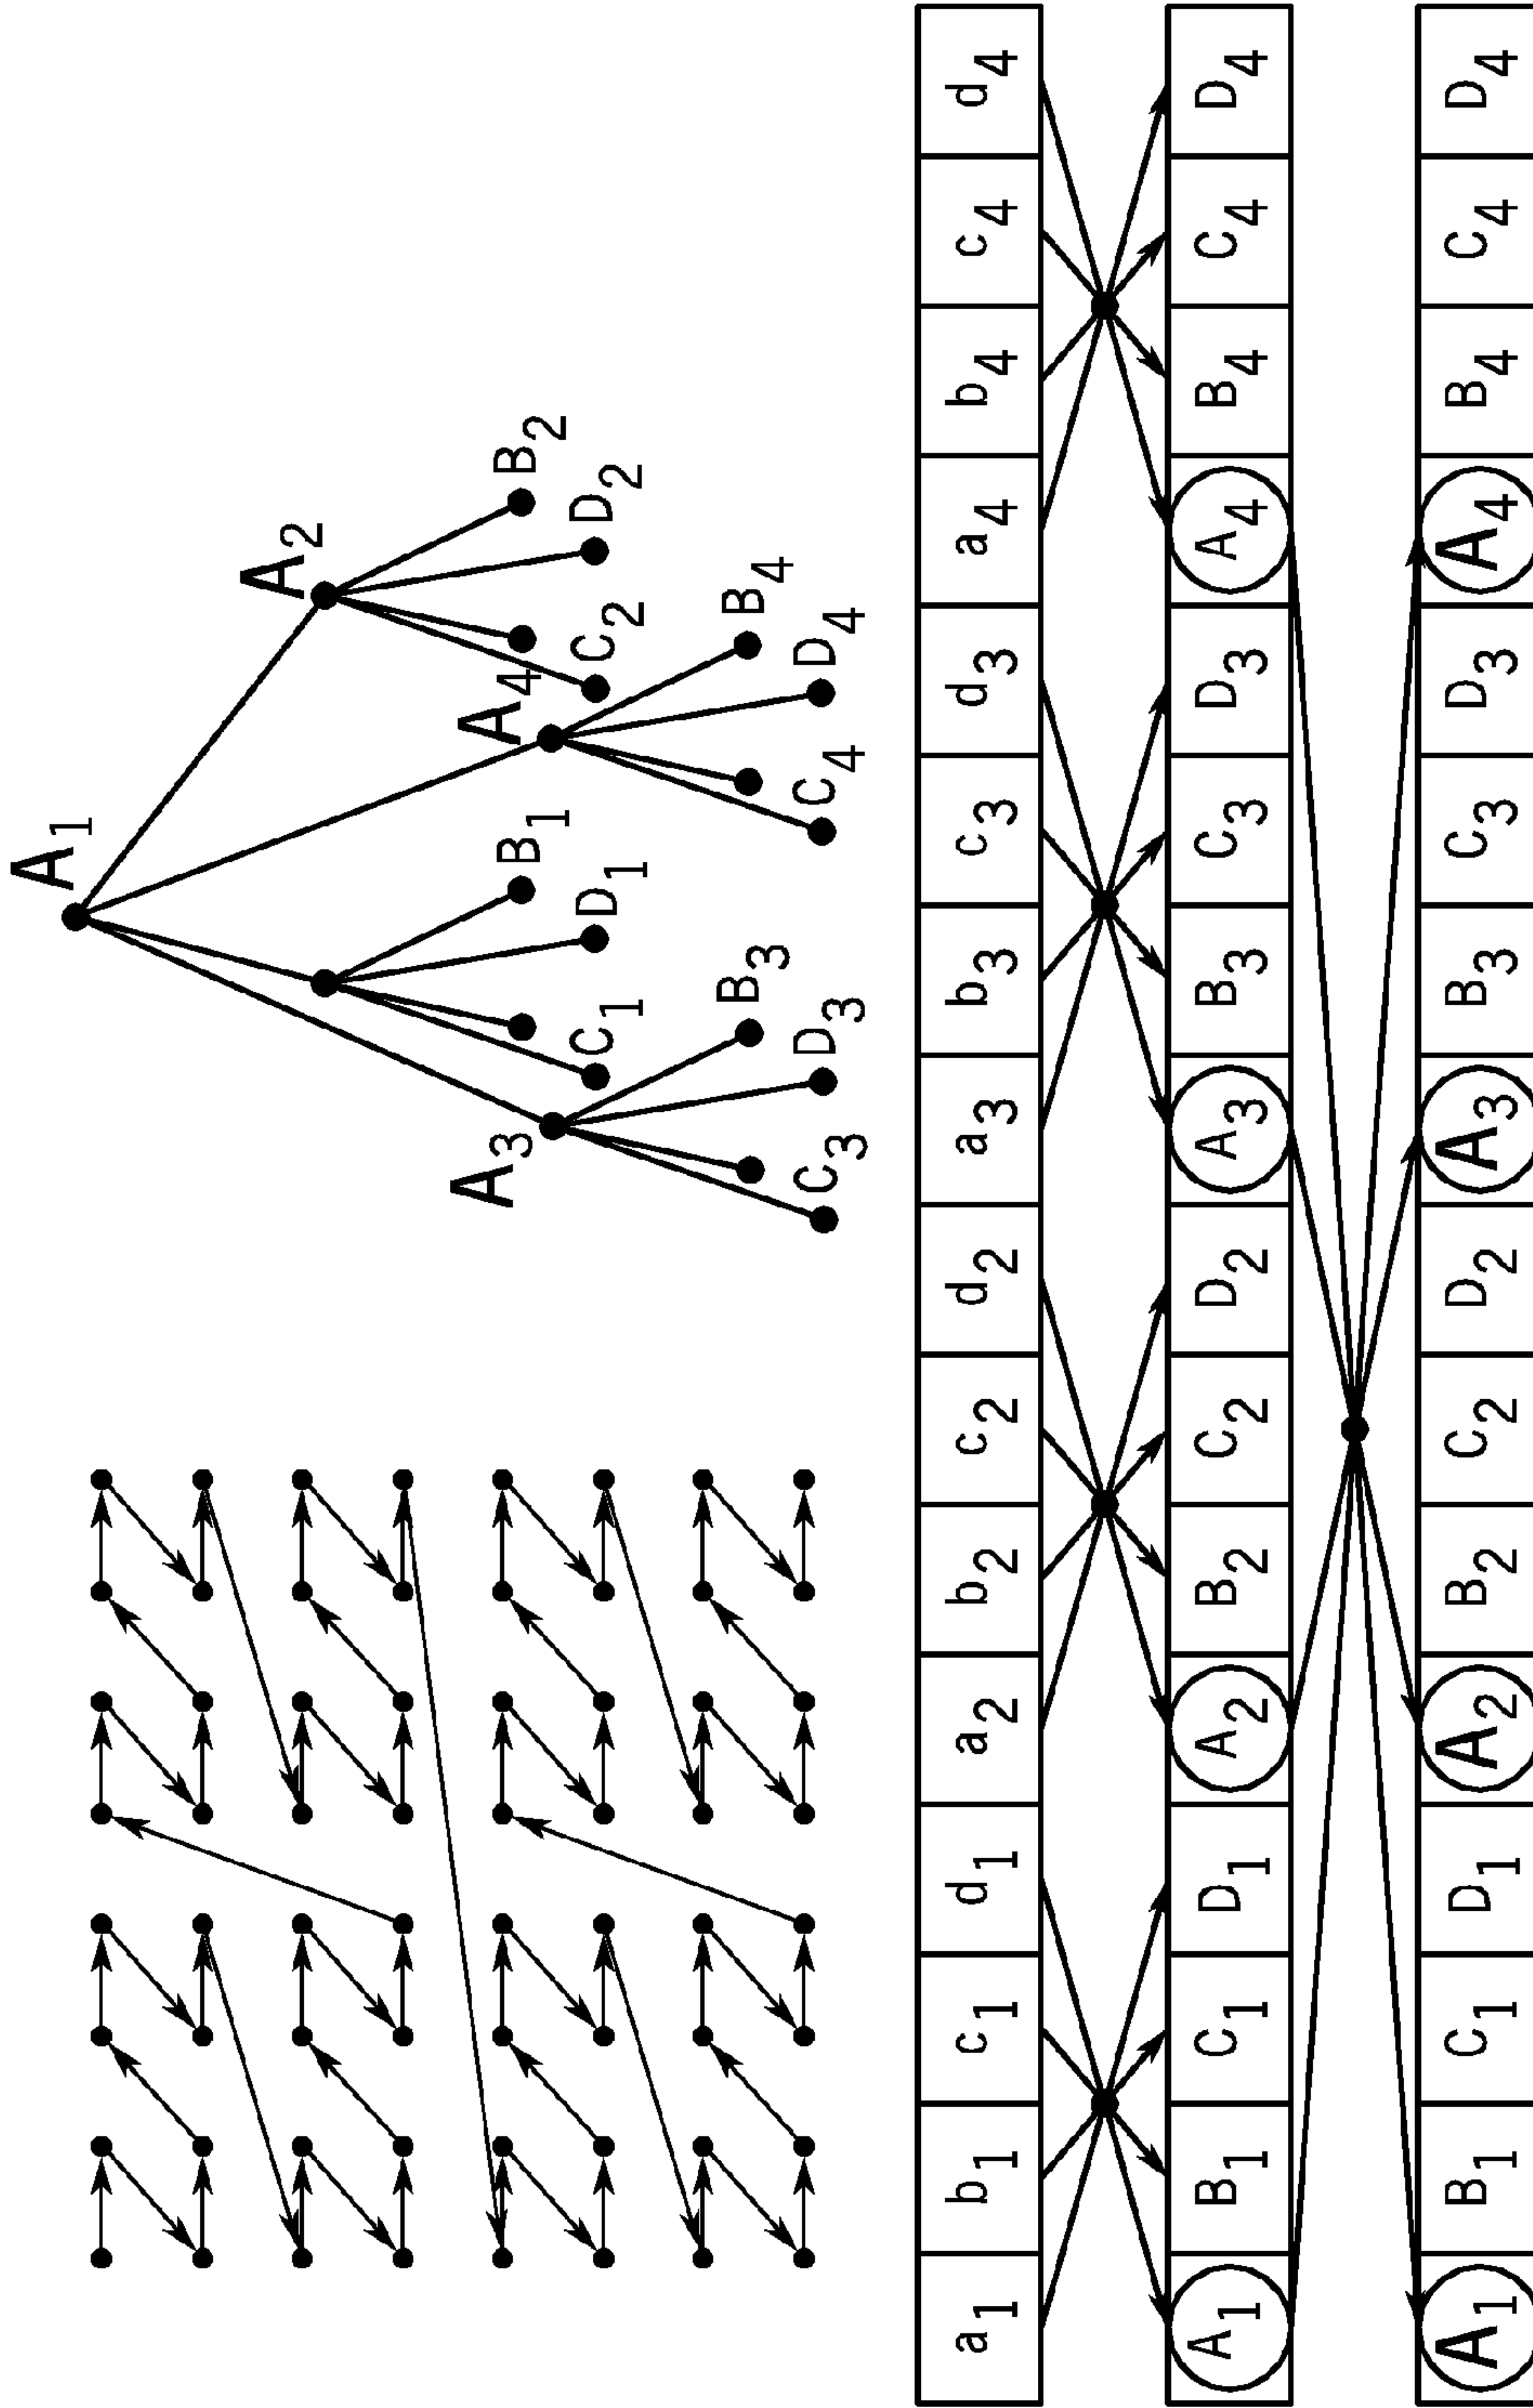 A1
A2
A3 A4
B1 B2
C1 D1 C2 D2
B3 B4
C3 D3 C4 D4
a1 b1 c1 d1 a2 b2 c2 d2 a3 b3 c3 d3 a4 b4 c4 d4
A1 B1 C1 D1 A2 B2 C2 D2 A3 B3 C3 D3 A4 B4 C4 D4
A1 B1 C1 D1 A2 B2 C2 D2 A3 B3 C3 D3 A4 B4 C4 D4